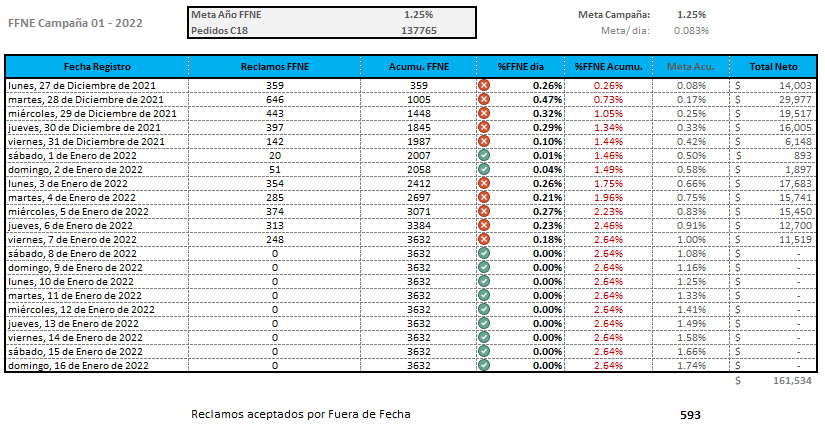 FFNE Campaña 01 - 2022
Meta Año FFNE 1.25% Meta Campaña: 1.25%
Pedidos C18 137765 Meta/ dia: 0.083%
Fecha Registro Reclamos FFNE Acumu. FFNE %FFNE dia %FFNE Acumu. Meta Acu. Total Neto
lunes, 27 de Diciembre de 2021 359 359 0.26% 0.26% 0.08% $ 14,003
martes, 28 de Diciembre de 2021 646 1005 0.47% 0.73% 0.17% $ 29,977
miércoles, 29 de Diciembre de 2021 443 1448 0.32% 1.05% 0.25% $ 19,517
jueves, 30 de Diciembre de 2021 397 1845 0.29% 1.34% 0.33% $ 16,005
viernes, 31 de Diciembre de 2021 142 1987 0.10% 1.44% 0.42% $ 6,148
sábado, 1 de Enero de 2022 20 2007 0.01% 1.46% 0.50% $ 893
domingo, 2 de Enero de 2022 51 2058 0.04% 1.49% 0.58% $ 1,897
lunes, 3 de Enero de 2022 354 2412 0.26% 1.75% 0.66% $ 17,683
martes, 4 de Enero de 2022 285 2697 0.21% 1.96% 0.75% $ 15,741
miércoles, 5 de Enero de 2022 374 3071 0.27% 2.23% 0.83% $ 15,450
jueves, 6 de Enero de 2022 313 3384 0.23% 2.46% 0.91% $ 12,700
viernes, 7 de Enero de 2022 248 3632 0.18% 2.64% 1.00% $ 11,519
sábado, 8 de Enero de 2022 0 3632 0.00% 2.64% 1.08% $ -
domingo, 9 de Enero de 2022 0 3632 0.00% 2.64% 1.16% $ -
lunes, 10 de Enero de 2022 0 3632 0.00% 2.64% 1.25% $ -
martes, 11 de Enero de 2022 0 3632 0.00% 2.64% 1.33% $ -
miércoles, 12 de Enero de 2022 0 3632 0.00% 2.64% 1.41% $ -
jueves, 13 de Enero de 2022 0 3632 0.00% 2.64% 1.49% $ -
viernes, 14 de Enero de 2022 0 3632 0.00% 2.64% 1.58% $ -
sábado, 15 de Enero de 2022 0 3632 0.00% 2.64% 1.66% $ -
domingo, 16 de Enero de 2022 0 3632 0.00% 2.64% 1.74% $ -
$ 161,534
Reclamos aceptados por Fuera de Fecha 593